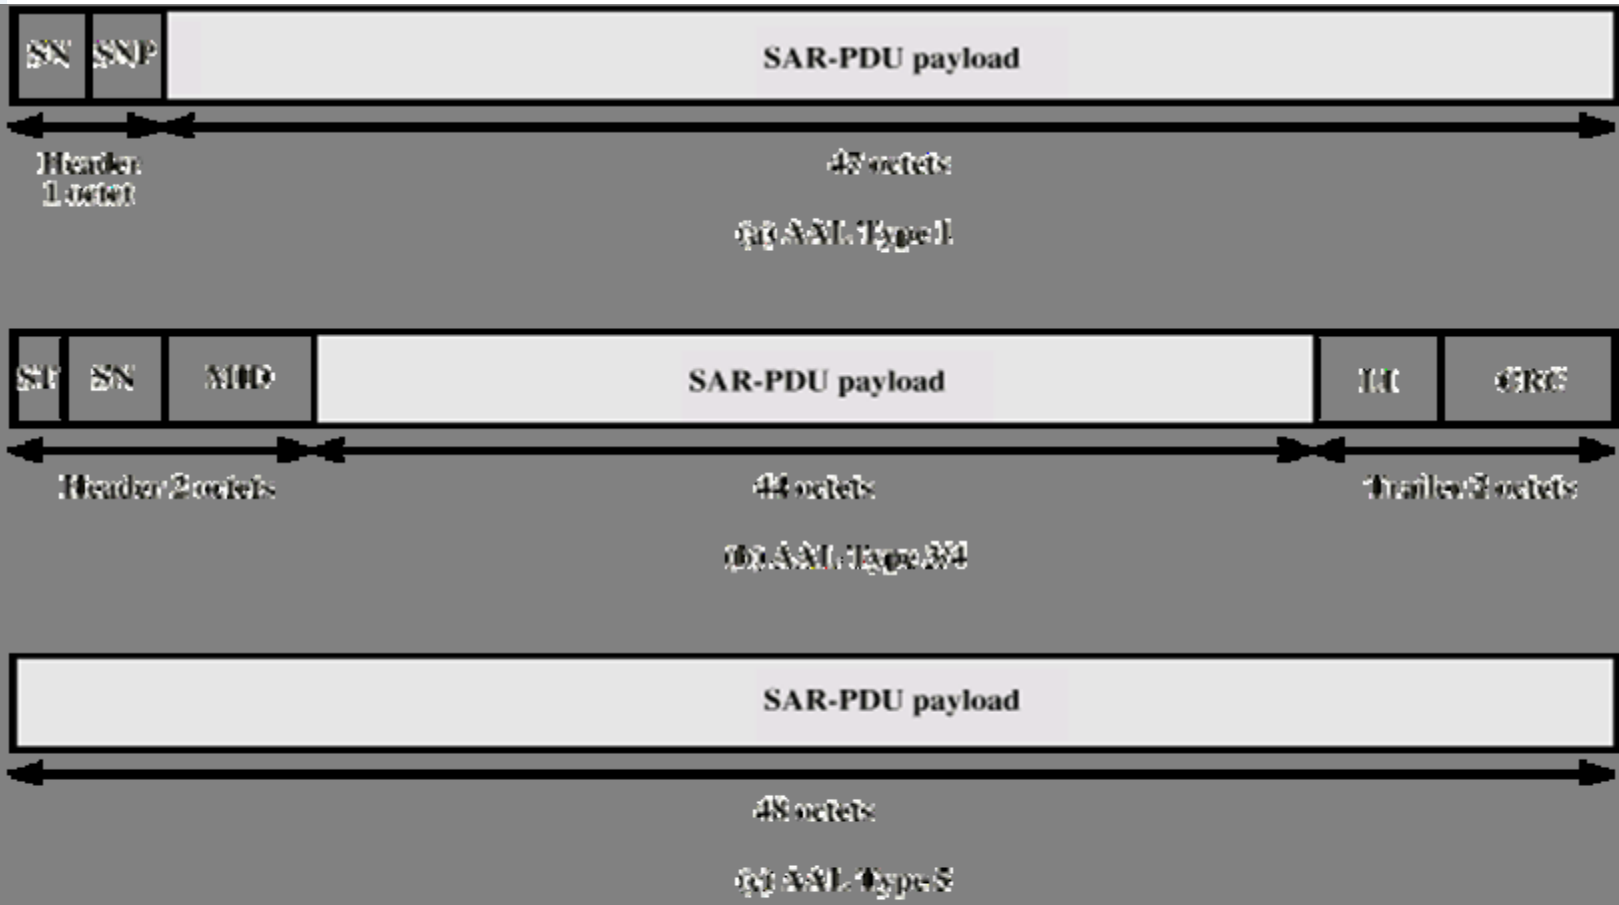 SN SNP SAR-PDU payload
Header
1 octet
47 octets
(a) AAL Type 1
ST SN MID SAR-PDU payload LI CRC
Header 2 octets 44 octets Trailer 2 octets
(b) AAL Type 3/4
SAR-PDU payload
48 octets
(c) AAL Type 5